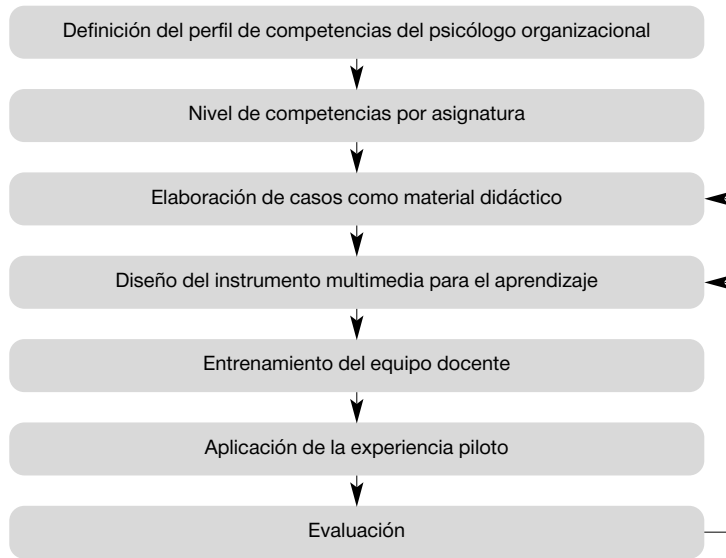 Definición del perfil de competencias del psicólogo organizacional
Nivel de competencias por asignatura
Elaboración de casos como material didáctico
Diseño del instrumento multimedia para el aprendizaje
Entrenamiento del equipo docente
Aplicación de la experiencia piloto
Evaluación